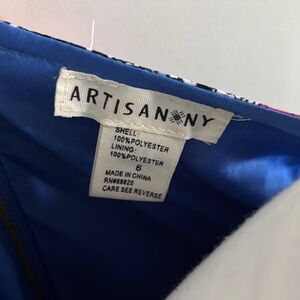 ARTISAN NY
SHELL:
100%POLYESTER
LINING:
100%POLYESTER
6
MADE IN CHINA
RN#88820
CARE SEE REVERSE